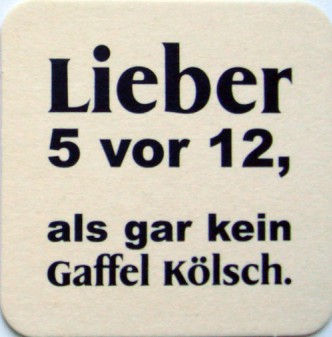 Lieber
5 vor 12,
als gar kein
Gaffel Kölsch.